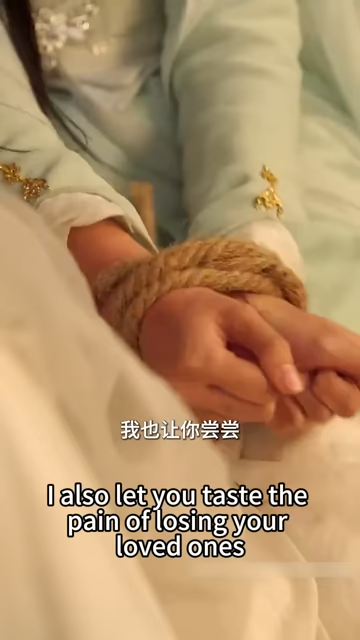 我也让你尝尝
I also let you taste the
pain of losing your
loved ones